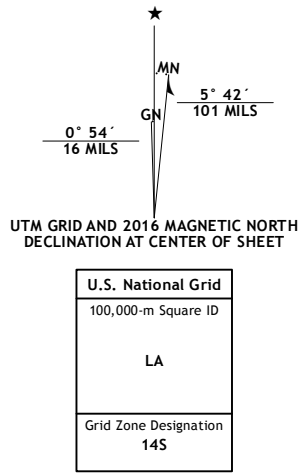 MN
GN
5° 42´
101 MILS
0° 54´
16 MILS
UTM GRID AND 2016 MAGNETIC NORTH
DECLINATION AT CENTER OF SHEET
U.S. National Grid
100,000-m Square ID
LA
Grid Zone Designation
14S